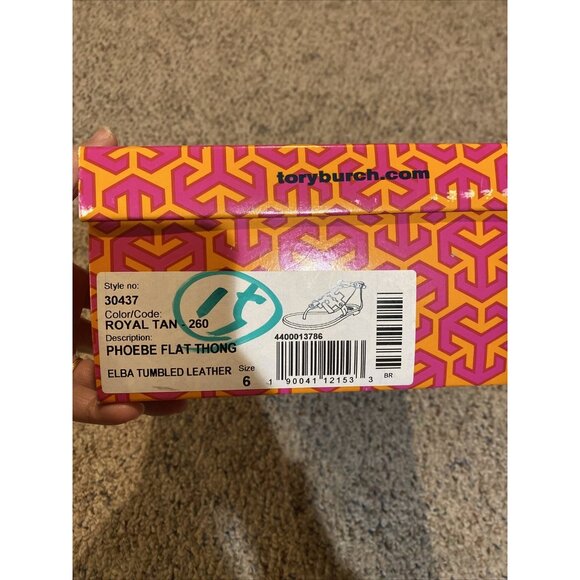 toryburch.com
Style no:
30437
Color/Code:
ROYAL TAN - 260
Description:
PHOEBE FLAT THONG
ELBA TUMBLED LEATHER
Size
6
4400013786
1 90041 12153 3
BR
15